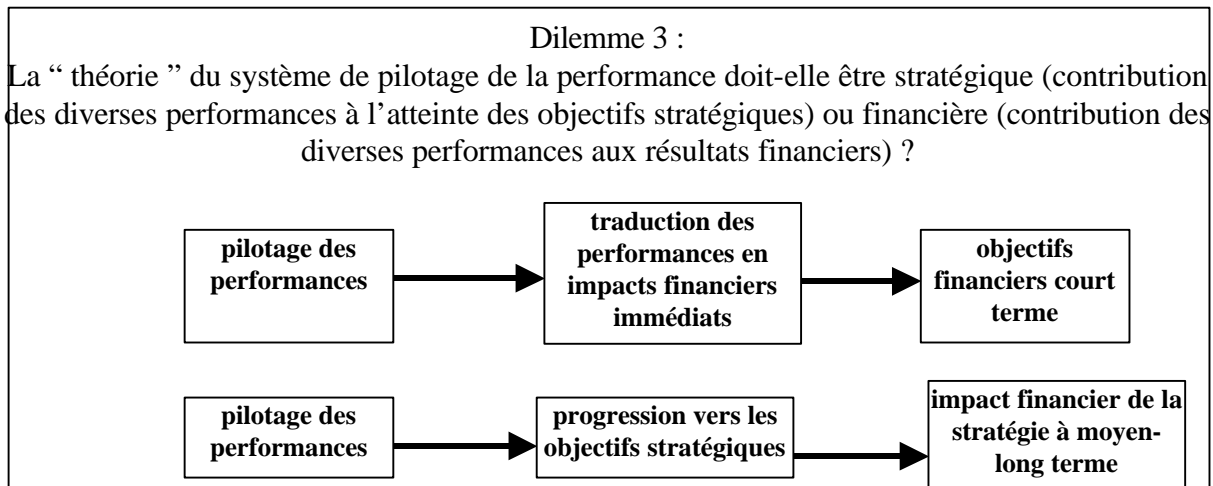 Dilemme 3 :
La “ théorie ” du système de pilotage de la performance doit-elle être stratégique (contribution
des diverses performances à l’atteinte des objectifs stratégiques) ou financière (contribution des
diverses performances aux résultats financiers) ?
pilotage des
performances
traduction des
performances en
impacts financiers
immédiats
objectifs
financiers court
terme
pilotage des
performances
progression vers les
objectifs stratégiques
impact financier de la
stratégie à moyen-
long terme